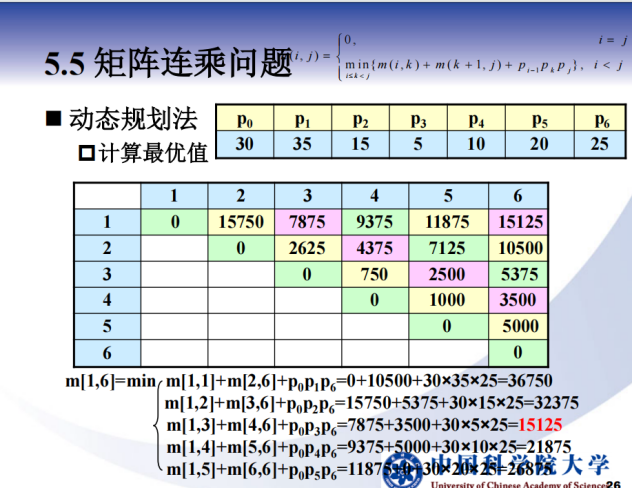 5.5 矩阵连乘问题
(i, j) = { 0, i = j
min{m(i,k) + m(k+1, j) + p_{i-1}p_k p_j}, i < j
i≤k<j
■ 动态规划法
计算最优值
p0 p1 p2 p3 p4 p5 p6
30 35 15 5 10 20 25
1 2 3 4 5 6
1 0 15750 7875 9375 11875 15125
2 0 2625 4375 7125 10500
3 0 750 2500 5375
4 0 1000 3500
5 0 5000
6 0
m[1,6]=min{ m[1,1]+m[2,6]+p0p1p6=0+10500+30×35×25=36750
m[1,2]+m[3,6]+p0p2p6=15750+5375+30×15×25=32375
m[1,3]+m[4,6]+p0p3p6=7875+3500+30×5×25=15125
m[1,4]+m[5,6]+p0p4p6=9375+5000+30×10×25=21875
m[1,5]+m[6,6]+p0p5p6=11875+0+30×20×25=26875
中国科学院大学
University of Chinese Academy of Sciences
26